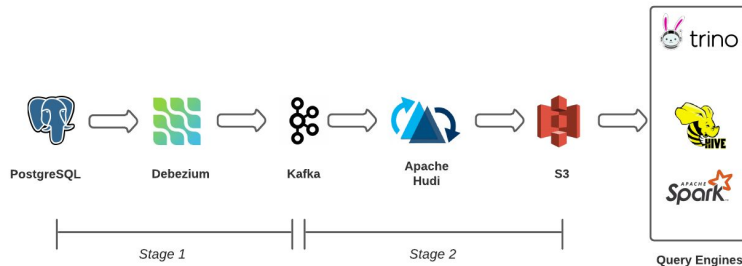 trino
PostgreSQL
Debezium
Kafka
Apache
Hudi
S3
HIVE
APACHE
Spark
Stage 1
Stage 2
Query Engines